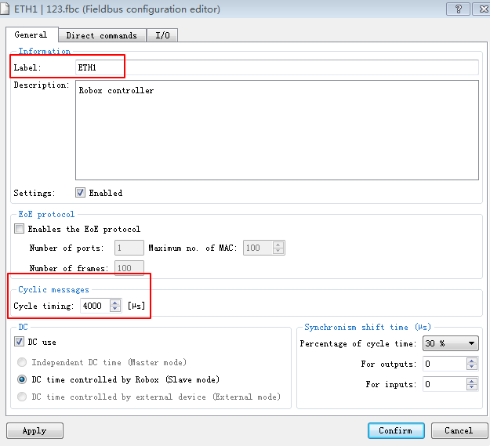 ETH1 | 123.fbc (Fieldbus configuration editor)
General Direct commands I/O
Information
Label: ETH1
Description: Robox controller
Settings: Enabled
EoE protocol
Enables the EoE protocol
Number of ports: 1 Maximum no. of MAC: 100
Number of frames: 100
Cyclic messages
Cycle timing: 4000 [µs]
DC
DC use
Independent DC time (Master mode)
DC time controlled by Robox (Slave mode)
DC time controlled by external device (External mode)
Synchronism shift time (µs)
Percentage of cycle time: 30 %
For outputs: 0
For inputs: 0
Apply Confirm Cancel